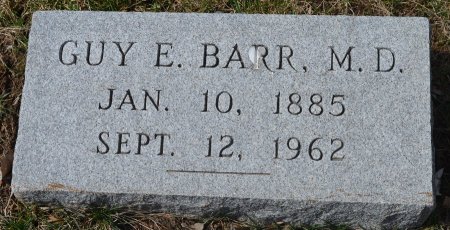 GUY E. BARR, M.D.
JAN. 10, 1885
SEPT. 12, 1962